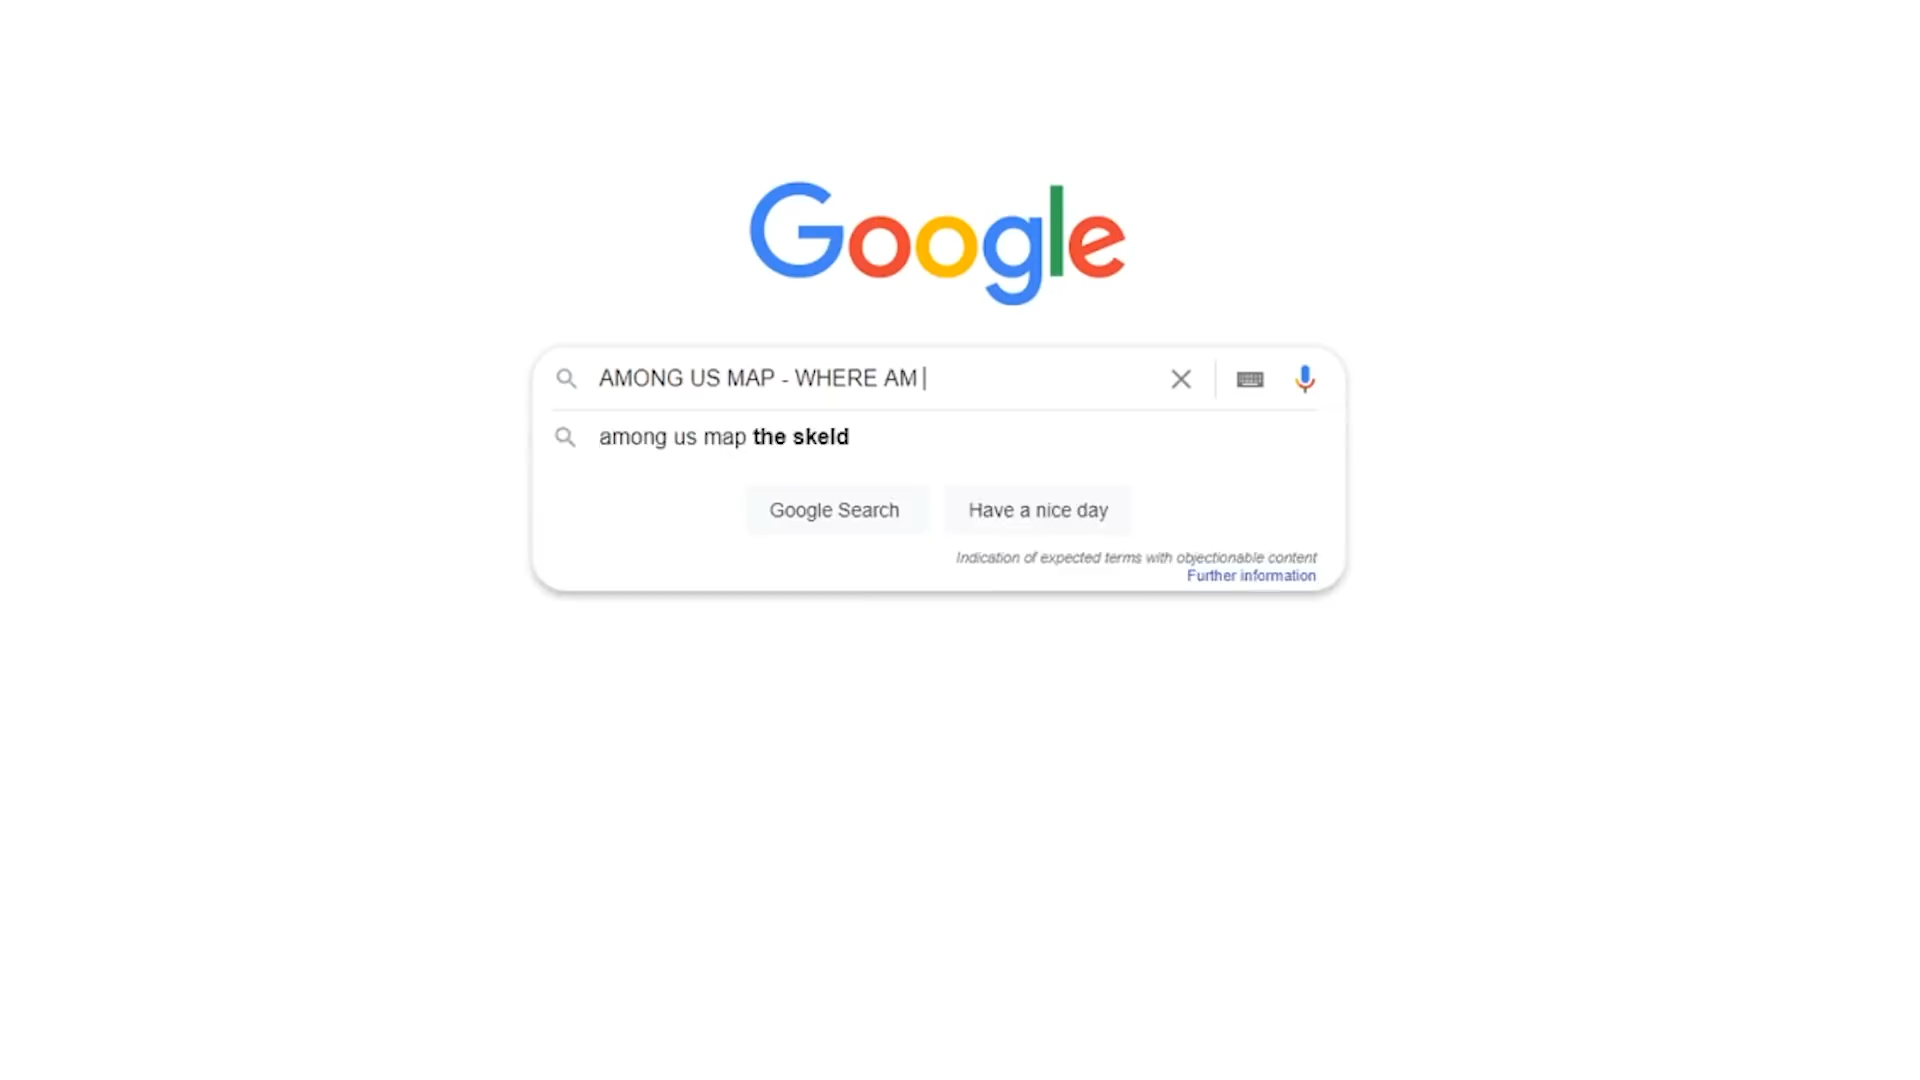 Google
AMONG US MAP - WHERE AM
among us map the skeld
Google Search
Have a nice day
Indication of expected terms with objectionable content
Further information